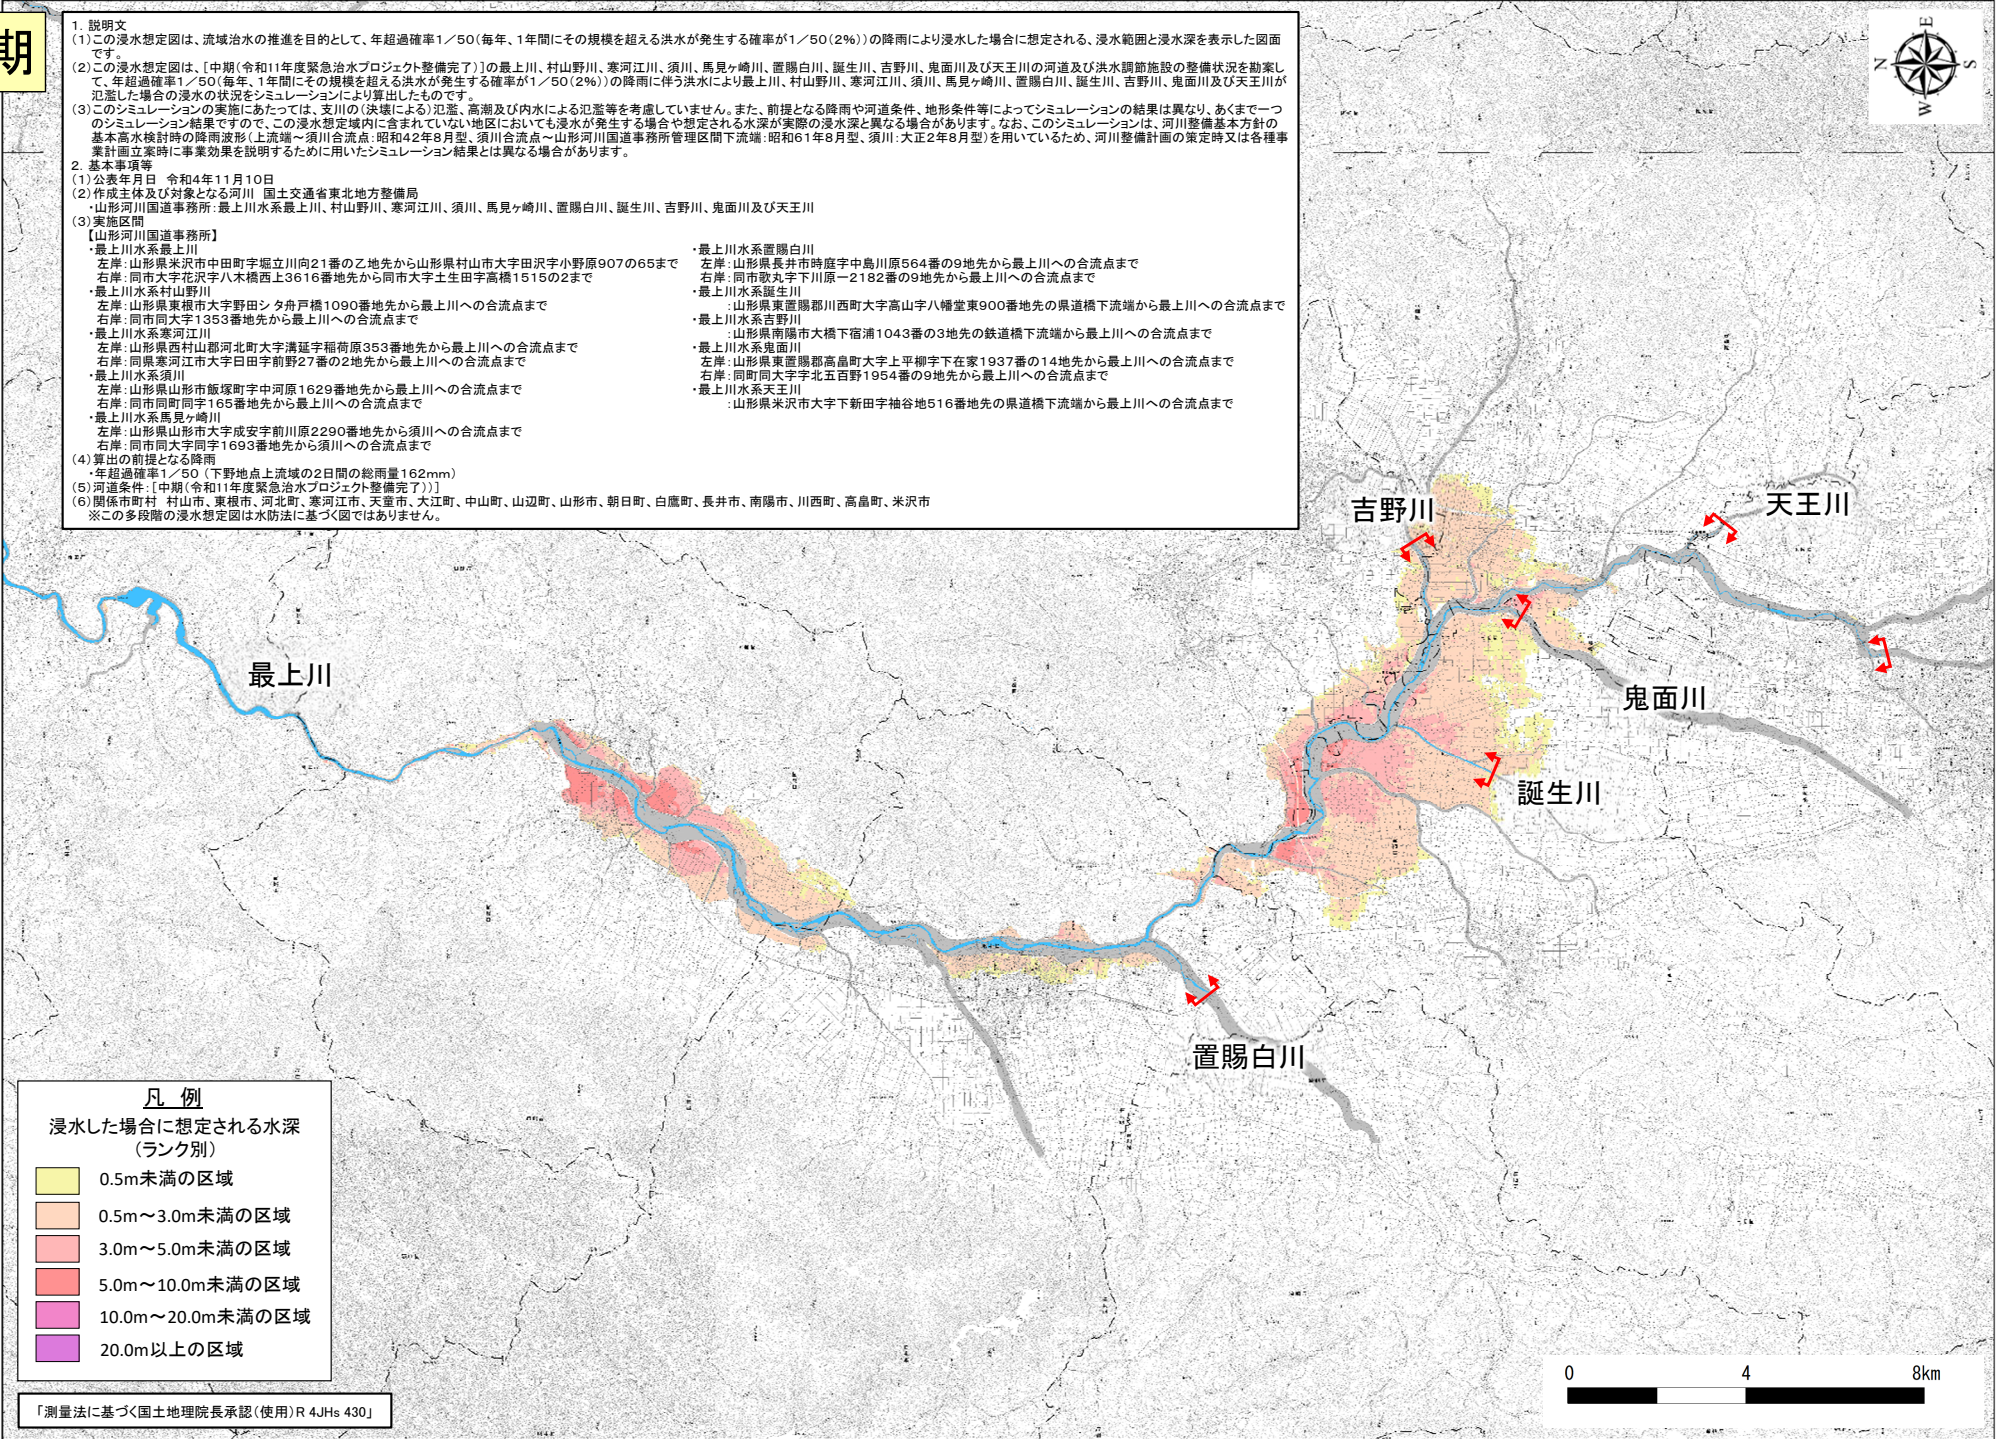 期
1. 説明文
(1)この浸水想定図は、流域治水の推進を目的として、年超過確率1／50(毎年、1年間にその規模を超える洪水が発生する確率が1／50(2%))の降雨により浸水した場合に想定される、浸水範囲と浸水深を表示した図面
です。
(2)この浸水想定図は、[中期(令和11年度緊急治水プロジェクト整備完了)]の最上川、村山野川、寒河江川、須川、馬見ヶ崎川、置賜白川、誕生川、吉野川、鬼面川及び天王川の河道及び洪水調節施設の整備状況を勘案し
て、年超過確率1／50(毎年、1年間にその規模を超える洪水が発生する確率が1／50(2%))の降雨に伴う洪水により最上川、村山野川、寒河江川、須川、馬見ヶ崎川、置賜白川、誕生川、吉野川、鬼面川及び天王川が
氾濫した場合の浸水の状況をシミュレーションにより算出したものです。
(3)このシミュレーションの実施にあたっては、支川の(決壊による)氾濫、高潮及び内水による氾濫等を考慮していません。また、前提となる降雨や河道条件、地形条件等によってシミュレーションの結果は異なり、あくまで一つ
のシミュレーション結果ですので、この浸水想定域内に含まれていない地区においても浸水が発生する場合や想定される水深が実際の浸水深と異なる場合があります。なお、このシミュレーションは、河川整備基本方針の
基本高水検討時の降雨波形(上流端～須川合流点：昭和42年8月型、須川合流点～山形河川国道事務所管理区間下流端：昭和61年8月型、須川：大正2年8月型)を用いているため、河川整備計画の策定時又は各種事
業計画立案時に事業効果を説明するために用いたシミュレーション結果とは異なる場合があります。
2. 基本事項等
(1)公表年月日 令和4年11月10日
(2)作成主体及び対象となる河川 国土交通省東北地方整備局
・山形河川国道事務所：最上川水系最上川、村山野川、寒河江川、須川、馬見ヶ崎川、置賜白川、誕生川、吉野川、鬼面川及び天王川
(3)実施区間
【山形河川国道事務所】
・最上川水系最上川
左岸：山形県米沢市中田町字堀立川向21番の乙地先から山形県村山市大字田沢字小野原907の65まで
右岸：同市大字花沢字八木橋西上3616番地先から同市大字土生田字高橋1515の2まで
・最上川水系村山野川
左岸：山形県東根市大字野田シタ舟戸橋1090番地先から最上川への合流点まで
右岸：同市同大字1353番地先から最上川への合流点まで
・最上川水系寒河江川
左岸：山形県西村山郡河北町大字溝延字稲荷原353番地先から最上川への合流点まで
右岸：同県寒河江市大字日田字前野27番の2地先から最上川への合流点まで
・最上川水系須川
左岸：山形県山形市飯塚町字中河原1629番地先から最上川への合流点まで
右岸：同市同町同字165番地先から最上川への合流点まで
・最上川水系馬見ヶ崎川
左岸：山形県山形市大字成安字前川原2290番地先から須川への合流点まで
右岸：同市同大字同字1693番地先から須川への合流点まで
・最上川水系置賜白川
左岸：山形県長井市時庭字中島川原564番の9地先から最上川への合流点まで
右岸：同市歌丸字下川原一2182番の9地先から最上川への合流点まで
・最上川水系誕生川
：山形県東置賜郡川西町大字高山字八幡堂東900番地先の県道橋下流端から最上川への合流点まで
・最上川水系吉野川
：山形県南陽市大橋下宿浦1043番の3地先の鉄道橋下流端から最上川への合流点まで
・最上川水系鬼面川
左岸：山形県東置賜郡高畠町大字上平柳字下在家1937番の14地先から最上川への合流点まで
右岸：同町同大字字北五百野1954番の9地先から最上川への合流点まで
・最上川水系天王川
：山形県米沢市大字下新田字袖谷地516番地先の県道橋下流端から最上川への合流点まで
(4)算出の前提となる降雨
・年超過確率1／50 (下野地点上流域の2日間の総雨量162mm)
(5)河道条件：[中期(令和11年度緊急治水プロジェクト整備完了))]
(6)関係市町村 村山市、東根市、河北町、寒河江市、天童市、大江町、中山町、山辺町、山形市、朝日町、白鷹町、長井市、南陽市、川西町、高畠町、米沢市
※この多段階の浸水想定図は水防法に基づく図ではありません。
N
E
S
W
吉野川
天王川
最上川
鬼面川
誕生川
置賜白川
凡 例
浸水した場合に想定される水深
(ランク別)
0.5m未満の区域
0.5m～3.0m未満の区域
3.0m～5.0m未満の区域
5.0m～10.0m未満の区域
10.0m～20.0m未満の区域
20.0m以上の区域
「測量法に基づく国土地理院長承認(使用)R 4JHs 430」
0 4 8km